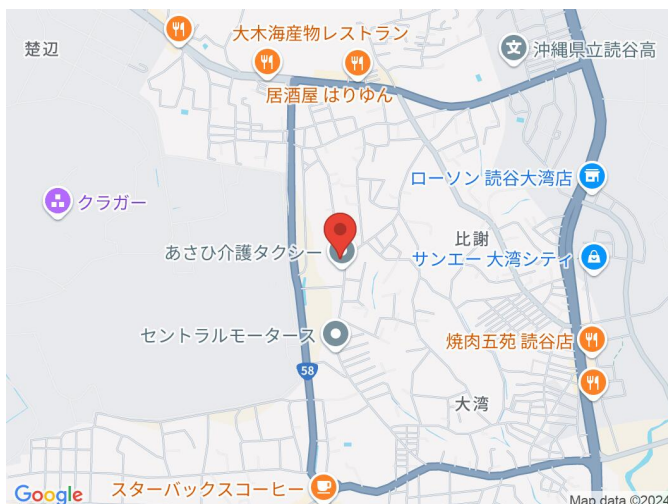 楚辺
大木海産物レストラン
沖縄県立読谷高
居酒屋 はりゆん
ローソン 読谷大湾店
クラガー
比謝
あさひ介護タクシー
サンエー 大湾シティ
セントラルモータース
焼肉五苑 読谷店
58
大湾
スターバックスコーヒー
Google
Map data ©2024